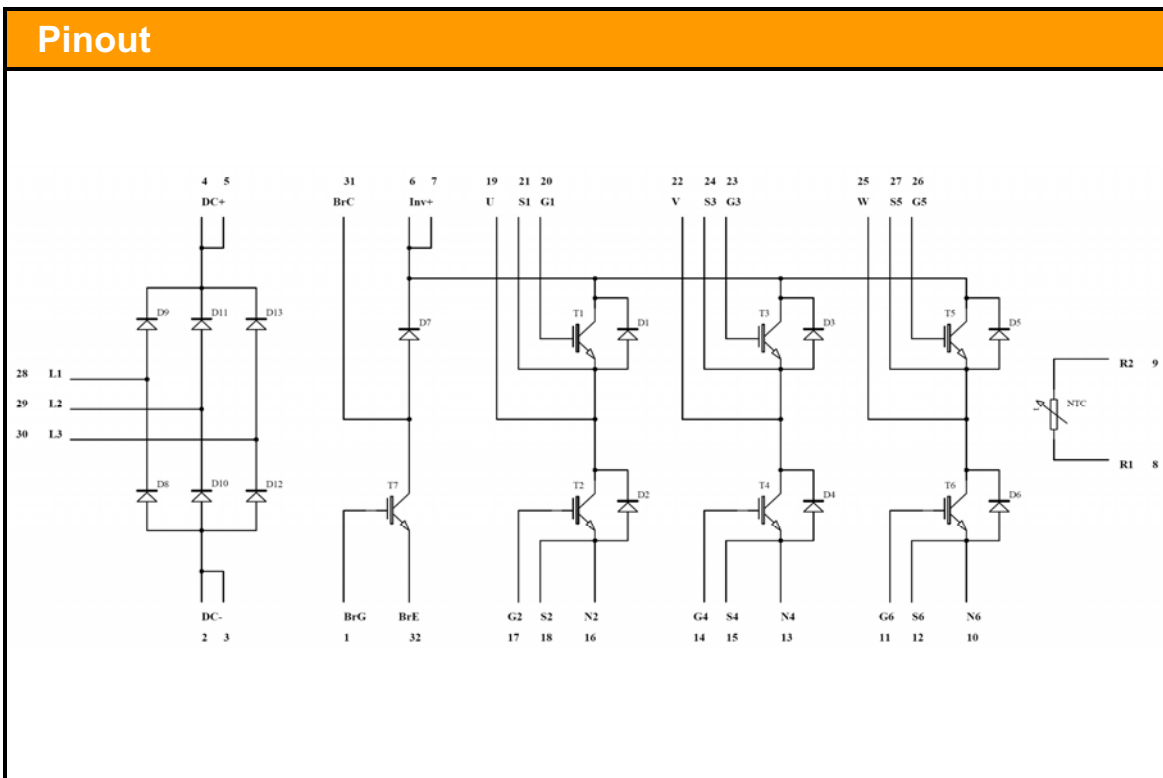 Pinout
4 5 31 6 7 19 21 20 22 24 23 25 27 26
DC+ BrC Inv+ U S1 G1 V S3 G3 W S5 G5
D9 D11 D13 D7 T1 D1 T3 D3 T5 D5
28 L1
R2 9
29 L2
NTC
30 L3
R1 8
D8 D10 D12 T7 T2 D2 T4 D4 T6 D6
DC- BrG BrE G2 S2 N2 G4 S4 N4 G6 S6 N6
2 3 1 32 17 18 16 14 15 13 11 12 10